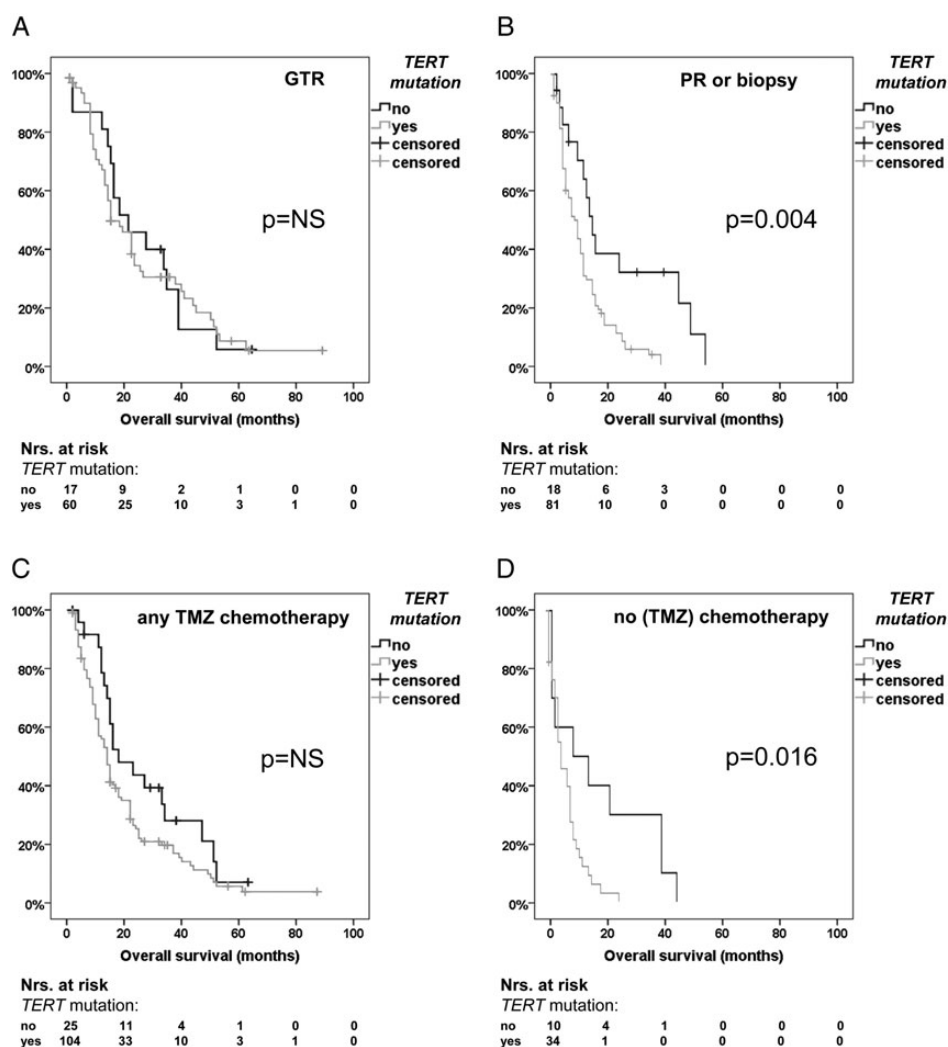 A
GTR
TERT
mutation
no
yes
censored
censored
100%
80%
60%
40%
20%
0%
p=NS
0 20 40 60 80 100
Overall survival (months)
Nrs. at risk
TERT mutation:
no 17 9 2 1 0 0
yes 60 25 10 3 1 0
B
PR or biopsy
TERT
mutation
no
yes
censored
censored
100%
80%
60%
40%
20%
0%
p=0.004
0 20 40 60 80 100
Overall survival (months)
Nrs. at risk
TERT mutation:
no 18 6 3 0 0 0
yes 81 10 0 0 0 0
C
any TMZ chemotherapy
TERT
mutation
no
yes
censored
censored
100%
80%
60%
40%
20%
0%
p=NS
0 20 40 60 80 100
Overall survival (months)
Nrs. at risk
TERT mutation:
no 25 11 4 1 0 0
yes 104 33 10 3 1 0
D
no (TMZ) chemotherapy
TERT
mutation
no
yes
censored
censored
100%
80%
60%
40%
20%
0%
p=0.016
0 20 40 60 80 100
Overall survival (months)
Nrs. at risk
TERT mutation:
no 10 4 1 0 0 0
yes 34 1 0 0 0 0